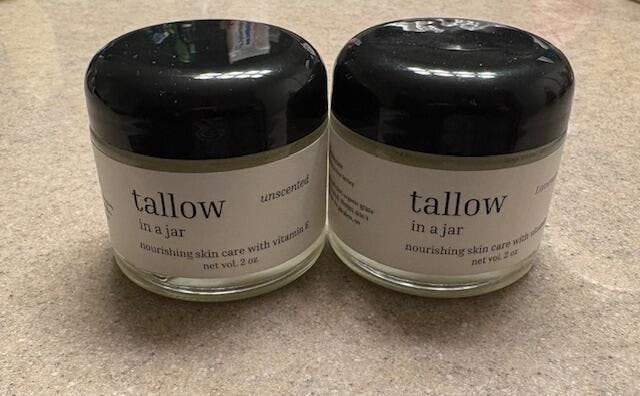 tallow
unscented
in a jar
nourishing skin care with vitamin E
net vol. 2 oz
tallow
in a jar
nourishing skin care with vitamin
net vol. 2 oz